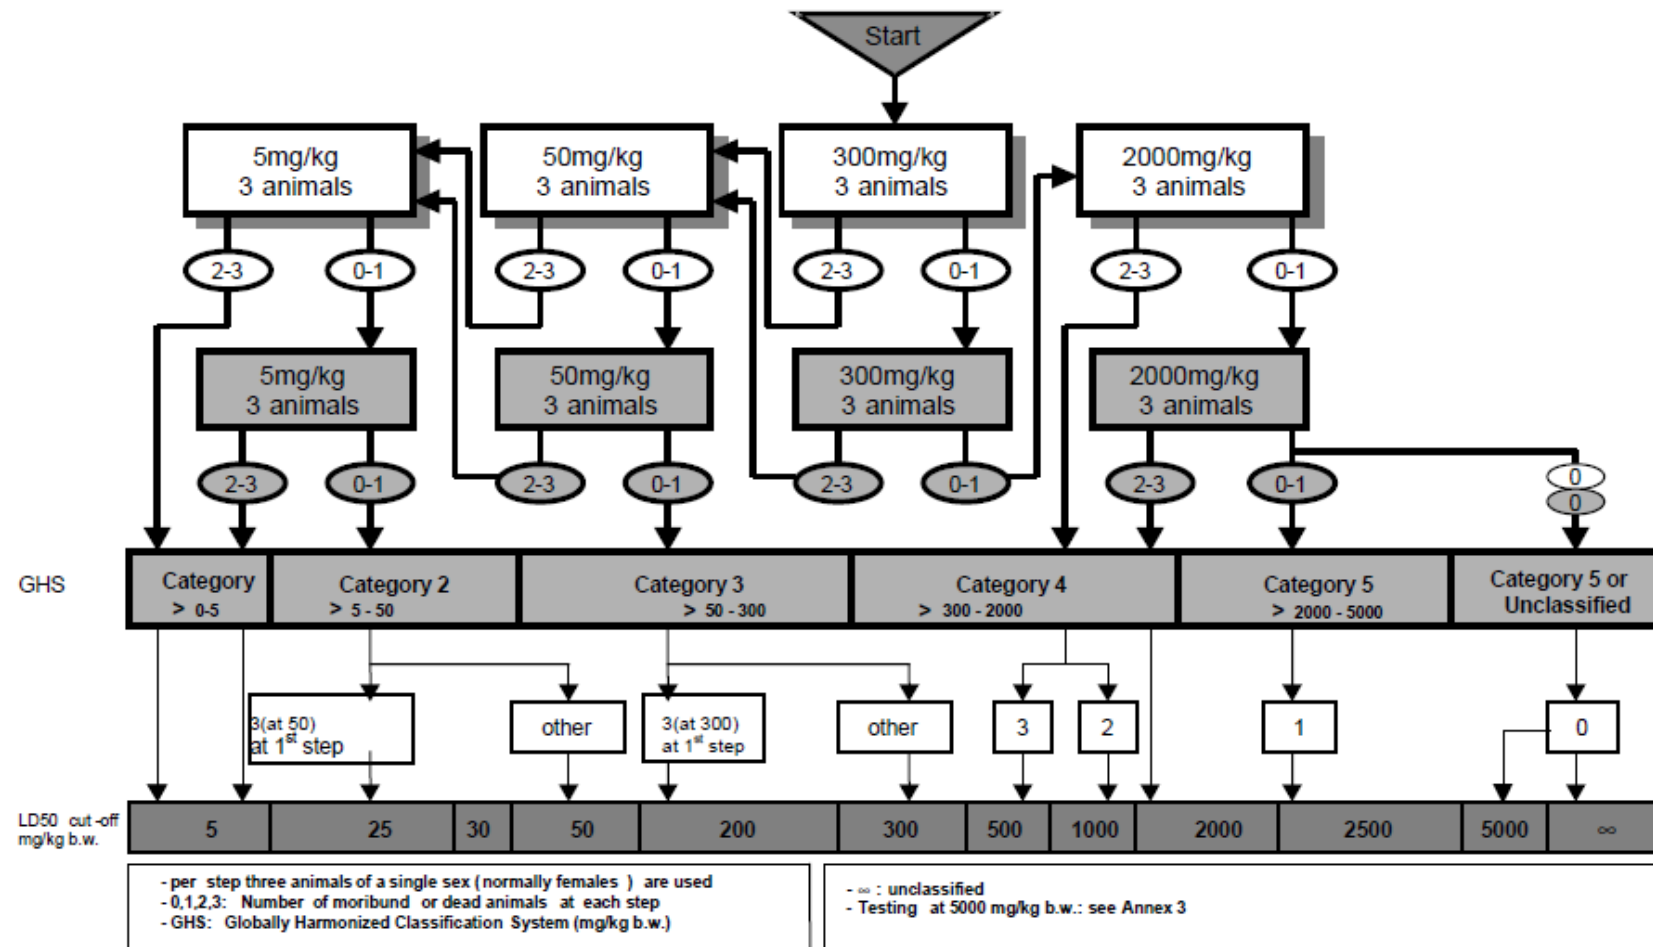 Start
5mg/kg
3 animals
50mg/kg
3 animals
300mg/kg
3 animals
2000mg/kg
3 animals
2-3
0-1
2-3
0-1
2-3
0-1
2-3
0-1
5mg/kg
3 animals
50mg/kg
3 animals
300mg/kg
3 animals
2000mg/kg
3 animals
2-3
0-1
2-3
0-1
2-3
0-1
2-3
0-1
0
0
GHS
Category
> 0-5
Category 2
> 5 - 50
Category 3
> 50 - 300
Category 4
> 300 - 2000
Category 5
> 2000 - 5000
Category 5 or
Unclassified
3(at 50)
at 1st step
other
3(at 300)
at 1st step
other
3
2
1
0
LD50 cut-off
mg/kg b.w.
5
25
30
50
200
300
500
1000
2000
2500
5000
∞
- per step three animals of a single sex ( normally females ) are used
- 0,1,2,3: Number of moribund or dead animals at each step
- GHS: Globally Harmonized Classification System (mg/kg b.w.)
- ∞ : unclassified
- Testing at 5000 mg/kg b.w.: see Annex 3